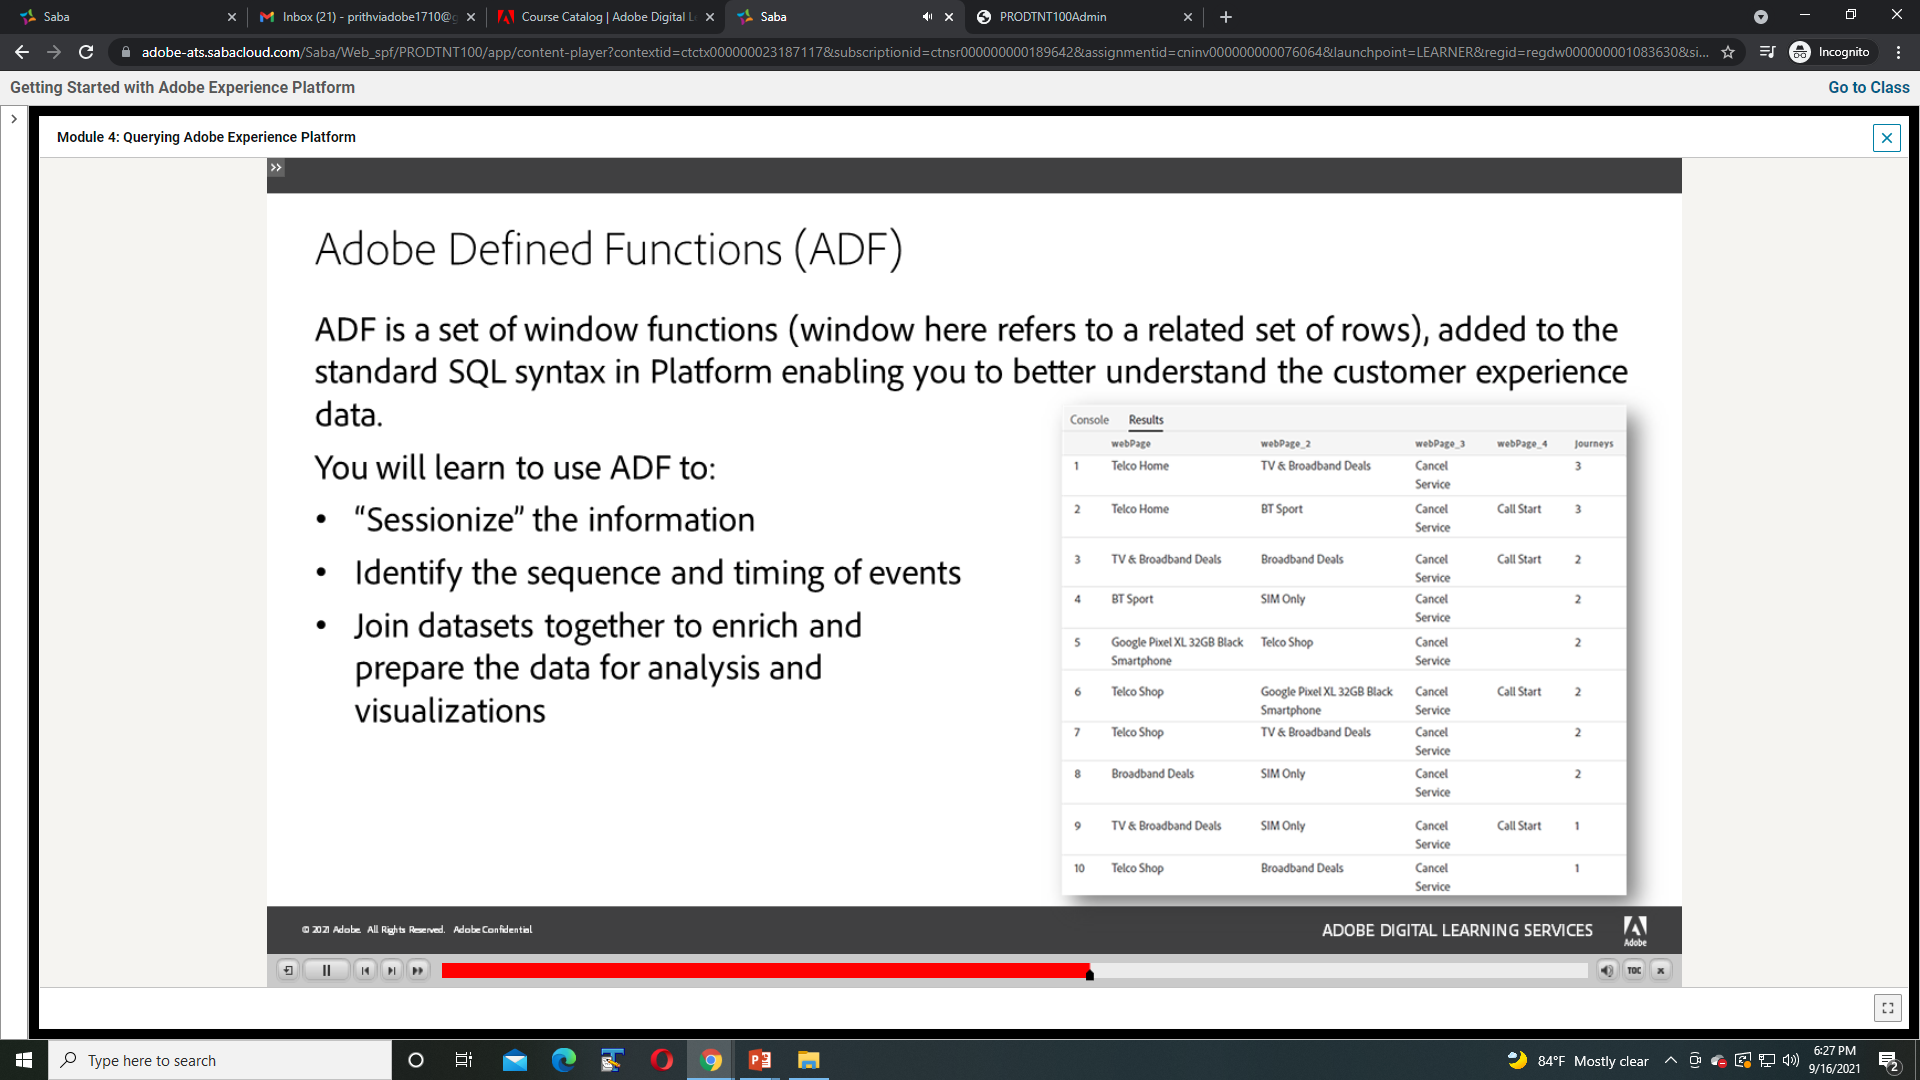 Saba
Inbox (21) - prithviadobe1710@g
Course Catalog | Adobe Digital L
Saba
PRODTNT100Admin
adobe-ats.sabacloud.com/Saba/Web_spf/PRODTNT100/app/content-player?contextid=ctctx000000023187117&subscriptionid=ctnsr000000000189642&assignmentid=cninv000000000076064&launchpoint=LEARNER&regid=regdw000000001083630&si...
Incognito
Getting Started with Adobe Experience Platform
Go to Class
Module 4: Querying Adobe Experience Platform
Adobe Defined Functions (ADF)
ADF is a set of window functions (window here refers to a related set of rows), added to the
standard SQL syntax in Platform enabling you to better understand the customer experience
data.
You will learn to use ADF to:
• “Sessionize” the information
• Identify the sequence and timing of events
• Join datasets together to enrich and
prepare the data for analysis and
visualizations
Console Results
webPage webPage_2 webPage_3 webPage_4 Journeys
1 Telco Home TV & Broadband Deals Cancel 3
Service
2 Telco Home BT Sport Cancel Call Start 3
Service
3 TV & Broadband Deals Broadband Deals Cancel Call Start 2
Service
4 BT Sport SIM Only Cancel 2
Service
5 Google Pixel XL 32GB Black Telco Shop Cancel 2
Smartphone Service
6 Telco Shop Google Pixel XL 32GB Black Cancel Call Start 2
Smartphone Service
7 Telco Shop TV & Broadband Deals Cancel 2
Service
8 Broadband Deals SIM Only Cancel 2
Service
9 TV & Broadband Deals SIM Only Cancel Call Start 1
Service
10 Telco Shop Broadband Deals Cancel 1
Service
© 2021 Adobe. All Rights Reserved. Adobe Confidential
ADOBE DIGITAL LEARNING SERVICES
Adobe
TOC
Type here to search
84°F Mostly clear
6:27 PM
9/16/2021
2